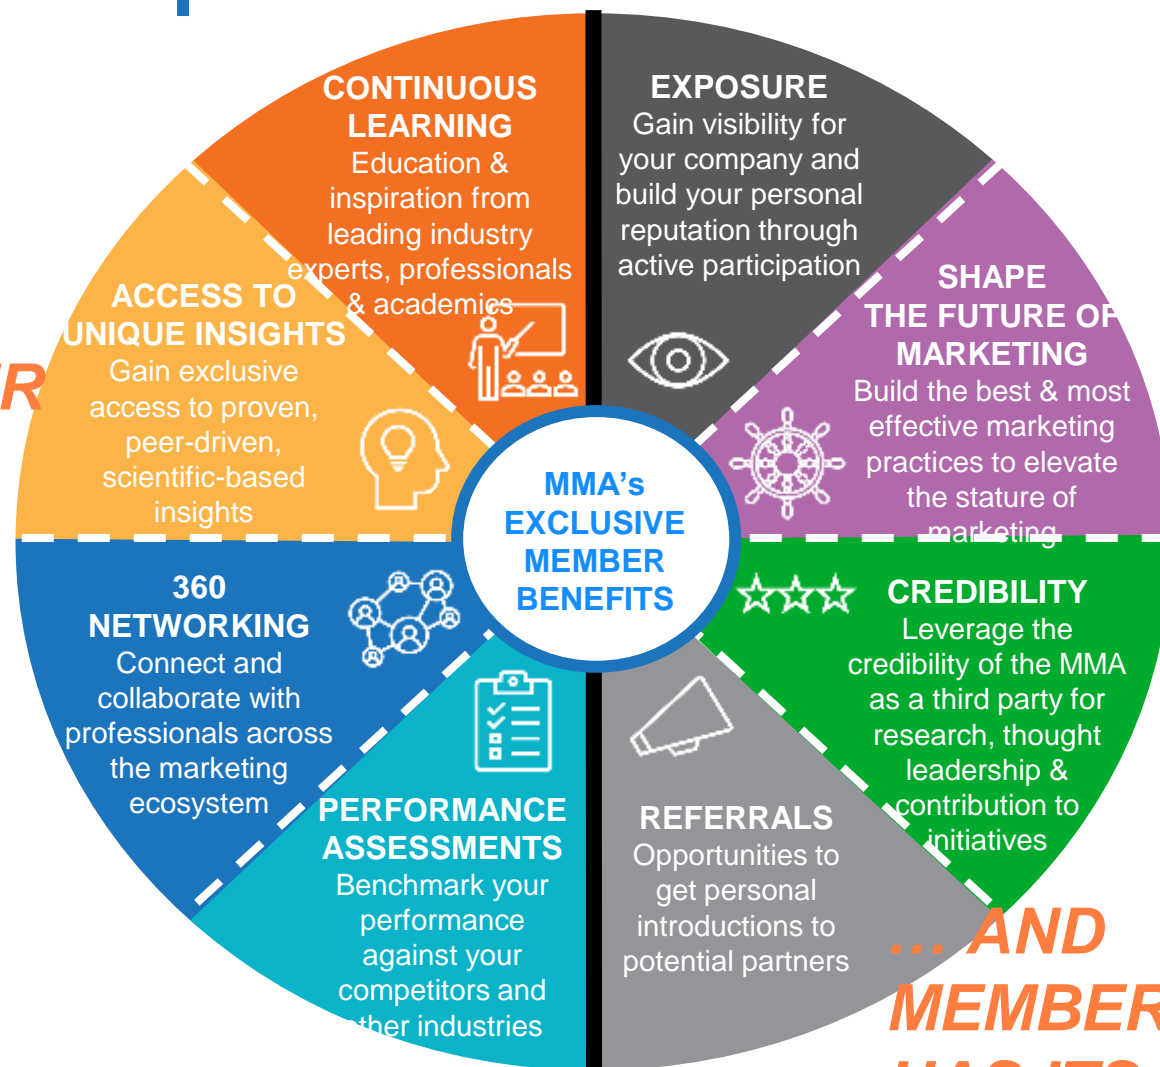 CONTINUOUS
LEARNING
Education &
inspiration from
leading industry
experts, professionals
& academics
EXPOSURE
Gain visibility for
your company and
build your personal
reputation through
active participation
ACCESS TO
UNIQUE INSIGHTS
Gain exclusive
access to proven,
peer-driven,
scientific-based
insights
SHAPE
THE FUTURE OF
MARKETING
Build the best & most
effective marketing
practices to elevate
the stature of
marketing
MMA's
EXCLUSIVE
MEMBER
BENEFITS
360
NETWORKING
Connect and
collaborate with
professionals across
the marketing
ecosystem
CREDIBILITY
Leverage the
credibility of the MMA
as a third party for
research, thought
leadership &
contribution to
initiatives
PERFORMANCE
ASSESSMENTS
Benchmark your
performance
against your
competitors and
other industries
REFERRALS
Opportunities to
get personal
introductions to
potential partners
... AND
MEMBER
HAS ITS